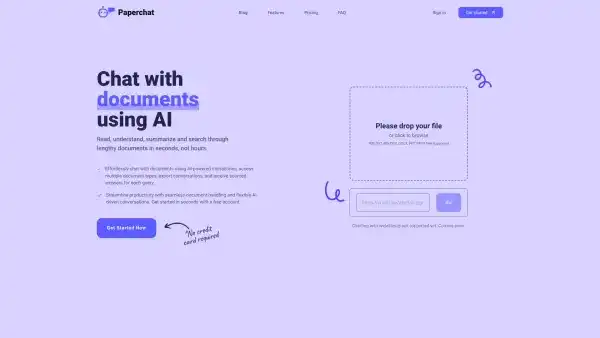 Paperchat
Blog
Features
Pricing
FAQ
Sign in
Get Started
Chat with
documents
using AI
Read, understand, summarize and search through
lengthy documents in seconds, not hours.
Effortlessly chat with documents using AI-powered interactions, access
multiple document types, export conversations, and receive sourced
answers for each query.
Streamline productivity with seamless document handling and flexible AI-
driven conversations. Get started in seconds with a free account.
Get Started Now
*No credit
card required
Please drop your file
or click to browse
Go